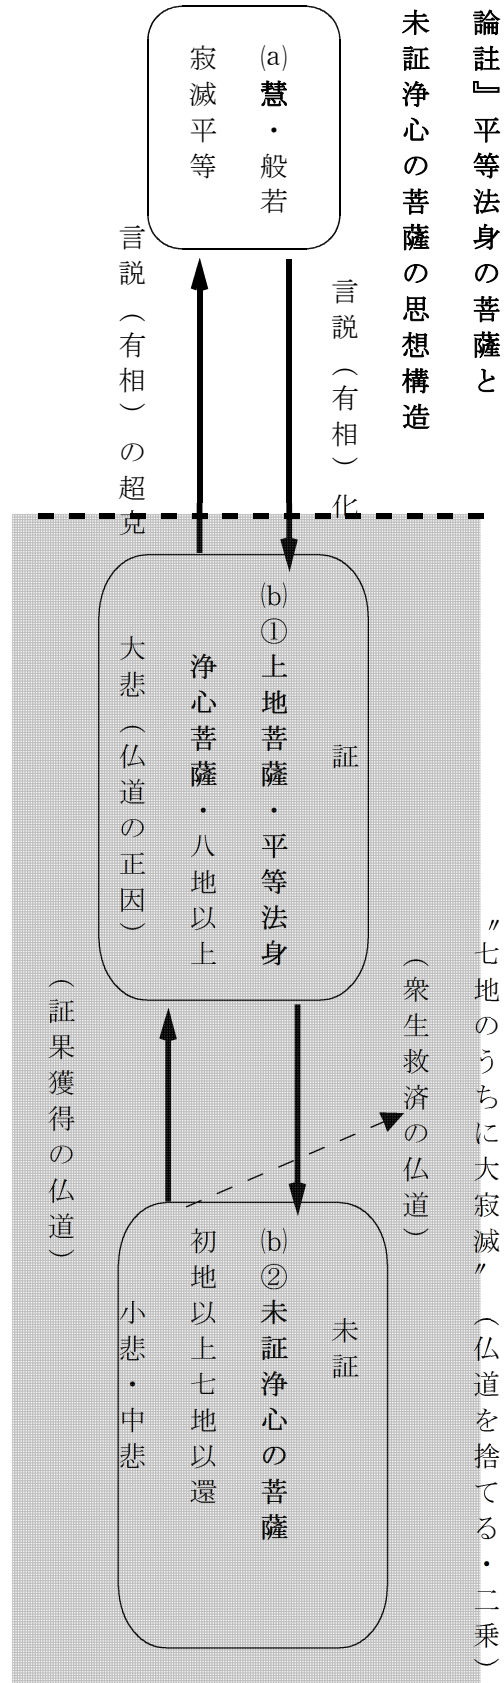 論註』平等法身の菩薩と
未証浄心の菩薩の思想構造
(a)慧・般若
寂滅平等
言説（有相）化
言説（有相）の超克
証
(b)①上地菩薩・平等法身
浄心菩薩・八地以上
大悲（仏道の正因）
〃七地のうちに大寂滅〃（仏道を捨てる・二乗）
（衆生救済の仏道）
（証果獲得の仏道）
未証
(b)②未証浄心の菩薩
初地以上七地以還
小悲・中悲